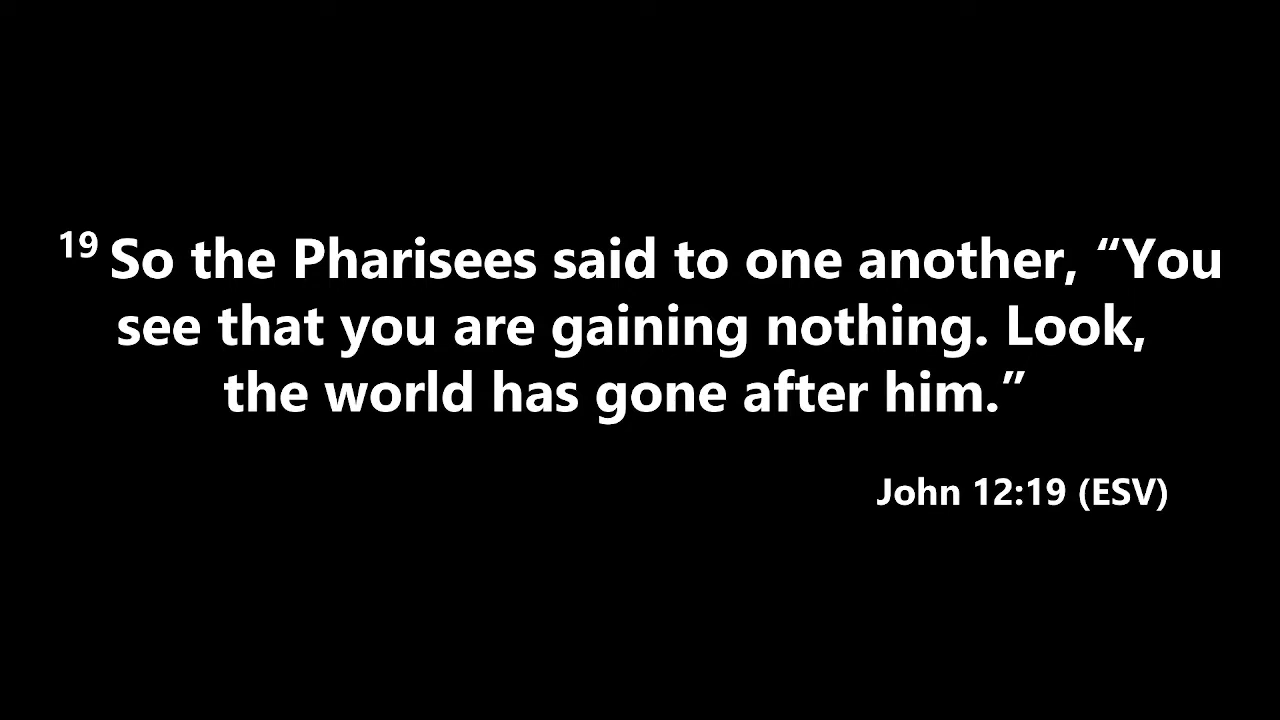 19 So the Pharisees said to one another, “You
see that you are gaining nothing. Look,
the world has gone after him.”
John 12:19 (ESV)